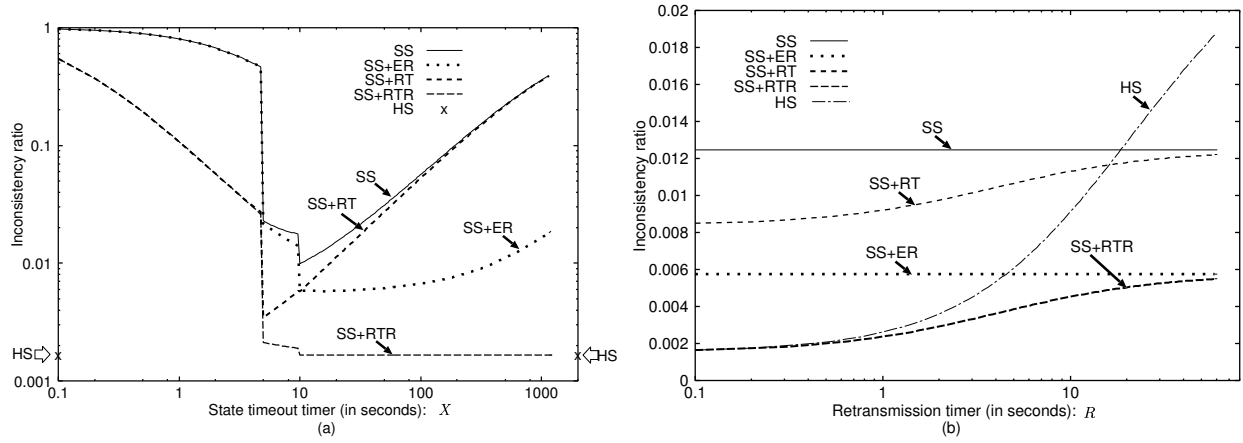 1
0.1
0.01
0.001
0.1
1
10
100
1000
Inconsistency ratio
State timeout timer (in seconds): X
(a)
SS
SS+ER
SS+RT
SS+RTR
HS x
SS
SS+RT
SS+ER
SS+RTR
HS
x
x
HS
0.02
0.018
0.016
0.014
0.012
0.01
0.008
0.006
0.004
0.002
0
0.1
1
10
Inconsistency ratio
Retransmission timer (in seconds): R
(b)
SS
SS+ER
SS+RT
SS+RTR
HS
HS
SS
SS+RT
SS+ER
SS+RTR